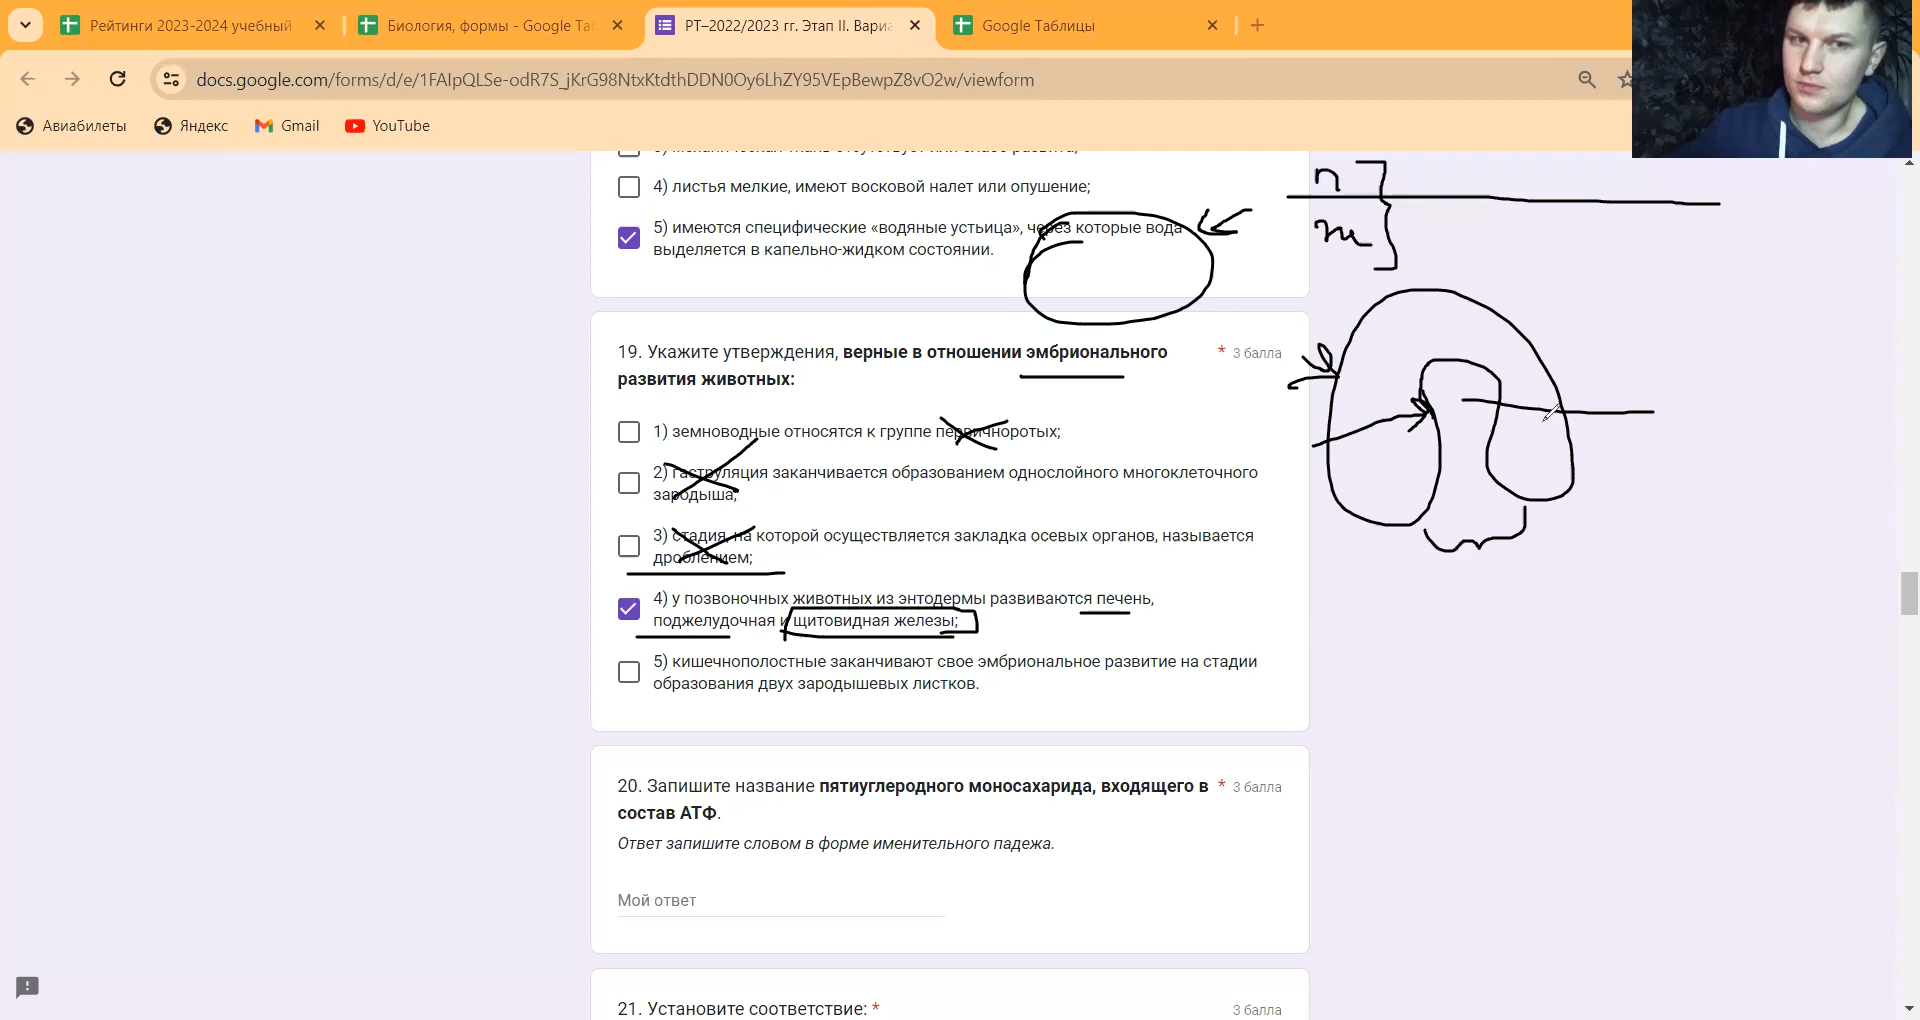 Рейтинги 2023-2024 учебный
Биология, формы - Google Таб
РТ–2022/2023 гг. Этап II. Вариа
Google Таблицы
docs.google.com/forms/d/e/1FAIpQLSe-odR7S_jKrG98NtxKtdthDDN0Oy6LhZY95VEpBewpZ8vO2w/viewform
Авиабилеты
Яндекс
Gmail
YouTube
4) листья мелкие, имеют восковой налет или опушение;
5) имеются специфические «водяные устьица», через которые вода
выделяется в капельно-жидком состоянии.
n
m
19. Укажите утверждения, верные в отношении эмбрионального * 3 балла
развития животных:
1) земноводные относятся к группе первичноротых;
2) гаструляция заканчивается образованием однослойного многоклеточного
зародыша;
3) стадия, на которой осуществляется закладка осевых органов, называется
дроблением;
4) у позвоночных животных из энтодермы развиваются печень,
поджелудочная и щитовидная железы;
5) кишечнополостные заканчивают свое эмбриональное развитие на стадии
образования двух зародышевых листков.
20. Запишите название пятиуглеродного моносахарида, входящего в * 3 балла
состав АТФ.
Ответ запишите словом в форме именительного падежа.
Мой ответ
21. Установите соответствие: * 3 балла